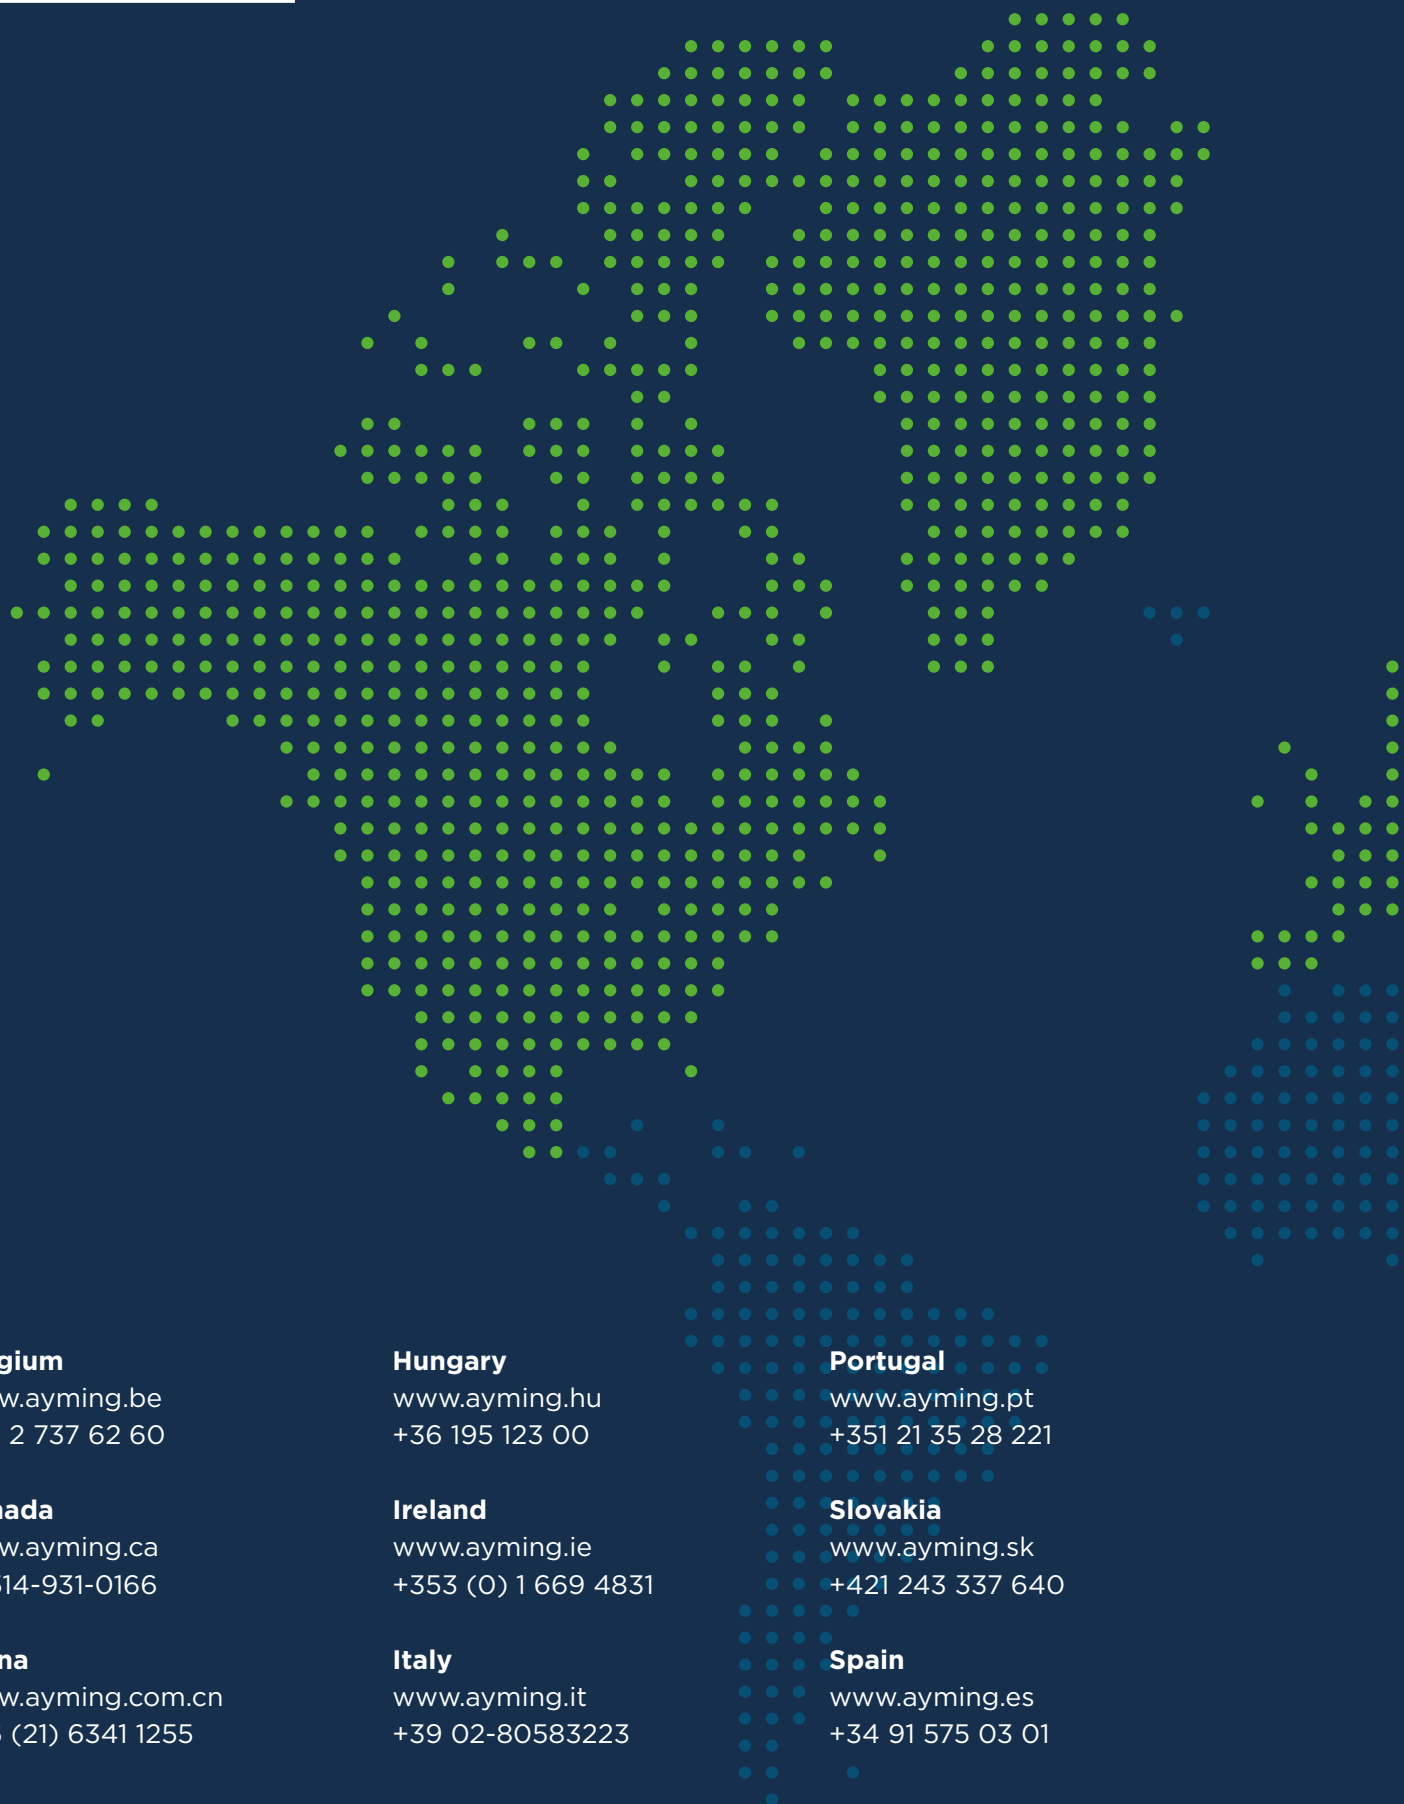 gium
w.ayming.be
2 737 62 60
ada
w.ayming.ca
14-931-0166
na
w.ayming.com.cn
(21) 6341 1255
Hungary
www.ayming.hu
+36 195 123 00
Ireland
www.ayming.ie
+353 (0) 1 669 4831
Italy
www.ayming.it
+39 02-80583223
Portugal
www.ayming.pt
+351 21 35 28 221
Slovakia
www.ayming.sk
+421 243 337 640
Spain
www.ayming.es
+34 91 575 03 01